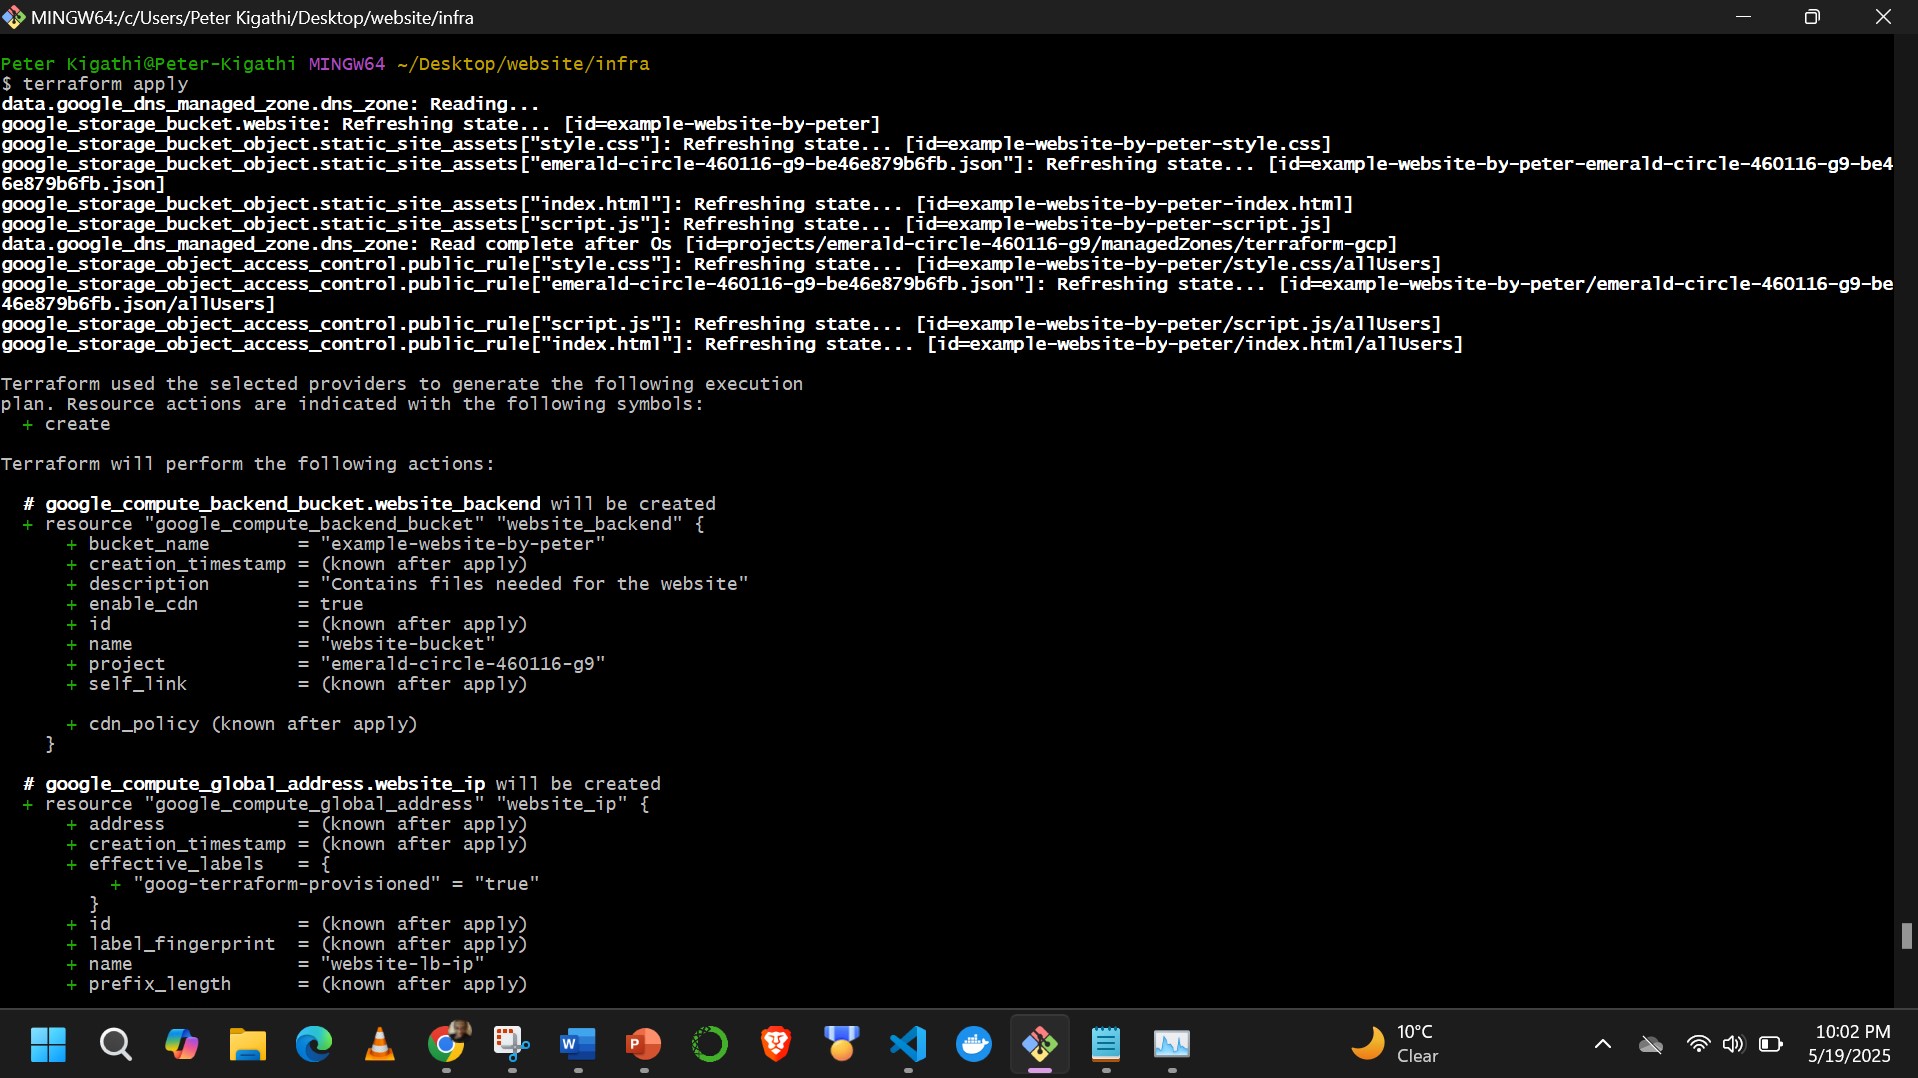 MINGW64:/c/Users/Peter Kigathi/Desktop/website/infra
Peter Kigathi@Peter-Kigathi MINGW64 ~/Desktop/website/infra
$ terraform apply
data.google_dns_managed_zone.dns_zone: Reading...
google_storage_bucket.website: Refreshing state... [id=example-website-by-peter]
google_storage_bucket_object.static_site_assets["style.css"]: Refreshing state... [id=example-website-by-peter-style.css]
google_storage_bucket_object.static_site_assets["emerald-circle-460116-g9-be46e879b6fb.json"]: Refreshing state... [id=example-website-by-peter-emerald-circle-460116-g9-be4
6e879b6fb.json]
google_storage_bucket_object.static_site_assets["index.html"]: Refreshing state... [id=example-website-by-peter-index.html]
google_storage_bucket_object.static_site_assets["script.js"]: Refreshing state... [id=example-website-by-peter-script.js]
data.google_dns_managed_zone.dns_zone: Read complete after 0s [id=projects/emerald-circle-460116-g9/managedZones/terraform-gcp]
google_storage_object_access_control.public_rule["style.css"]: Refreshing state... [id=example-website-by-peter/style.css/allUsers]
google_storage_object_access_control.public_rule["emerald-circle-460116-g9-be46e879b6fb.json"]: Refreshing state... [id=example-website-by-peter/emerald-circle-460116-g9-be
46e879b6fb.json/allUsers]
google_storage_object_access_control.public_rule["script.js"]: Refreshing state... [id=example-website-by-peter/script.js/allUsers]
google_storage_object_access_control.public_rule["index.html"]: Refreshing state... [id=example-website-by-peter/index.html/allUsers]
Terraform used the selected providers to generate the following execution
plan. Resource actions are indicated with the following symbols:
+ create
Terraform will perform the following actions:
# google_compute_backend_bucket.website_backend will be created
+ resource "google_compute_backend_bucket" "website_backend" {
+ bucket_name = "example-website-by-peter"
+ creation_timestamp = (known after apply)
+ description = "Contains files needed for the website"
+ enable_cdn = true
+ id = (known after apply)
+ name = "website-bucket"
+ project = "emerald-circle-460116-g9"
+ self_link = (known after apply)
+ cdn_policy (known after apply)
}
# google_compute_global_address.website_ip will be created
+ resource "google_compute_global_address" "website_ip" {
+ address = (known after apply)
+ creation_timestamp = (known after apply)
+ effective_labels = {
+ "goog-terraform-provisioned" = "true"
}
+ id = (known after apply)
+ label_fingerprint = (known after apply)
+ name = "website-lb-ip"
+ prefix_length = (known after apply)
10°C
Clear
10:02 PM
5/19/2025